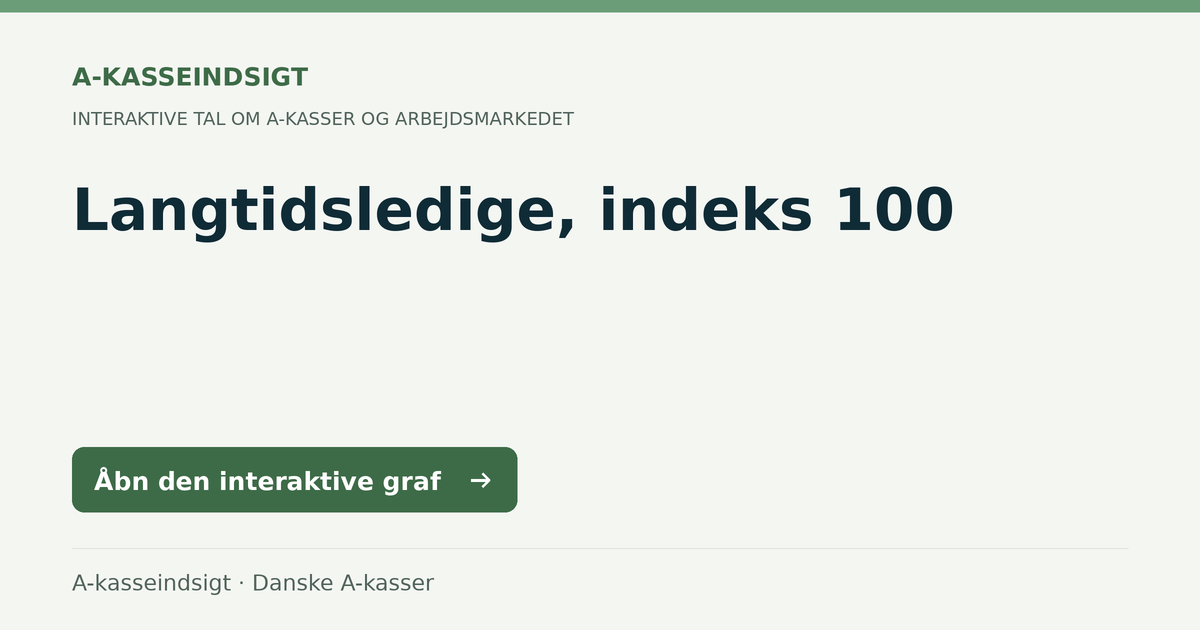 A-KASSEINDSIGT
INTERAKTIVE TAL OM A-KASSER OG ARBEJDSMARKEDET
Langtidsledige, indeks 100
Åbn den interaktive graf →
A-kasseindsigt · Danske A-kasser